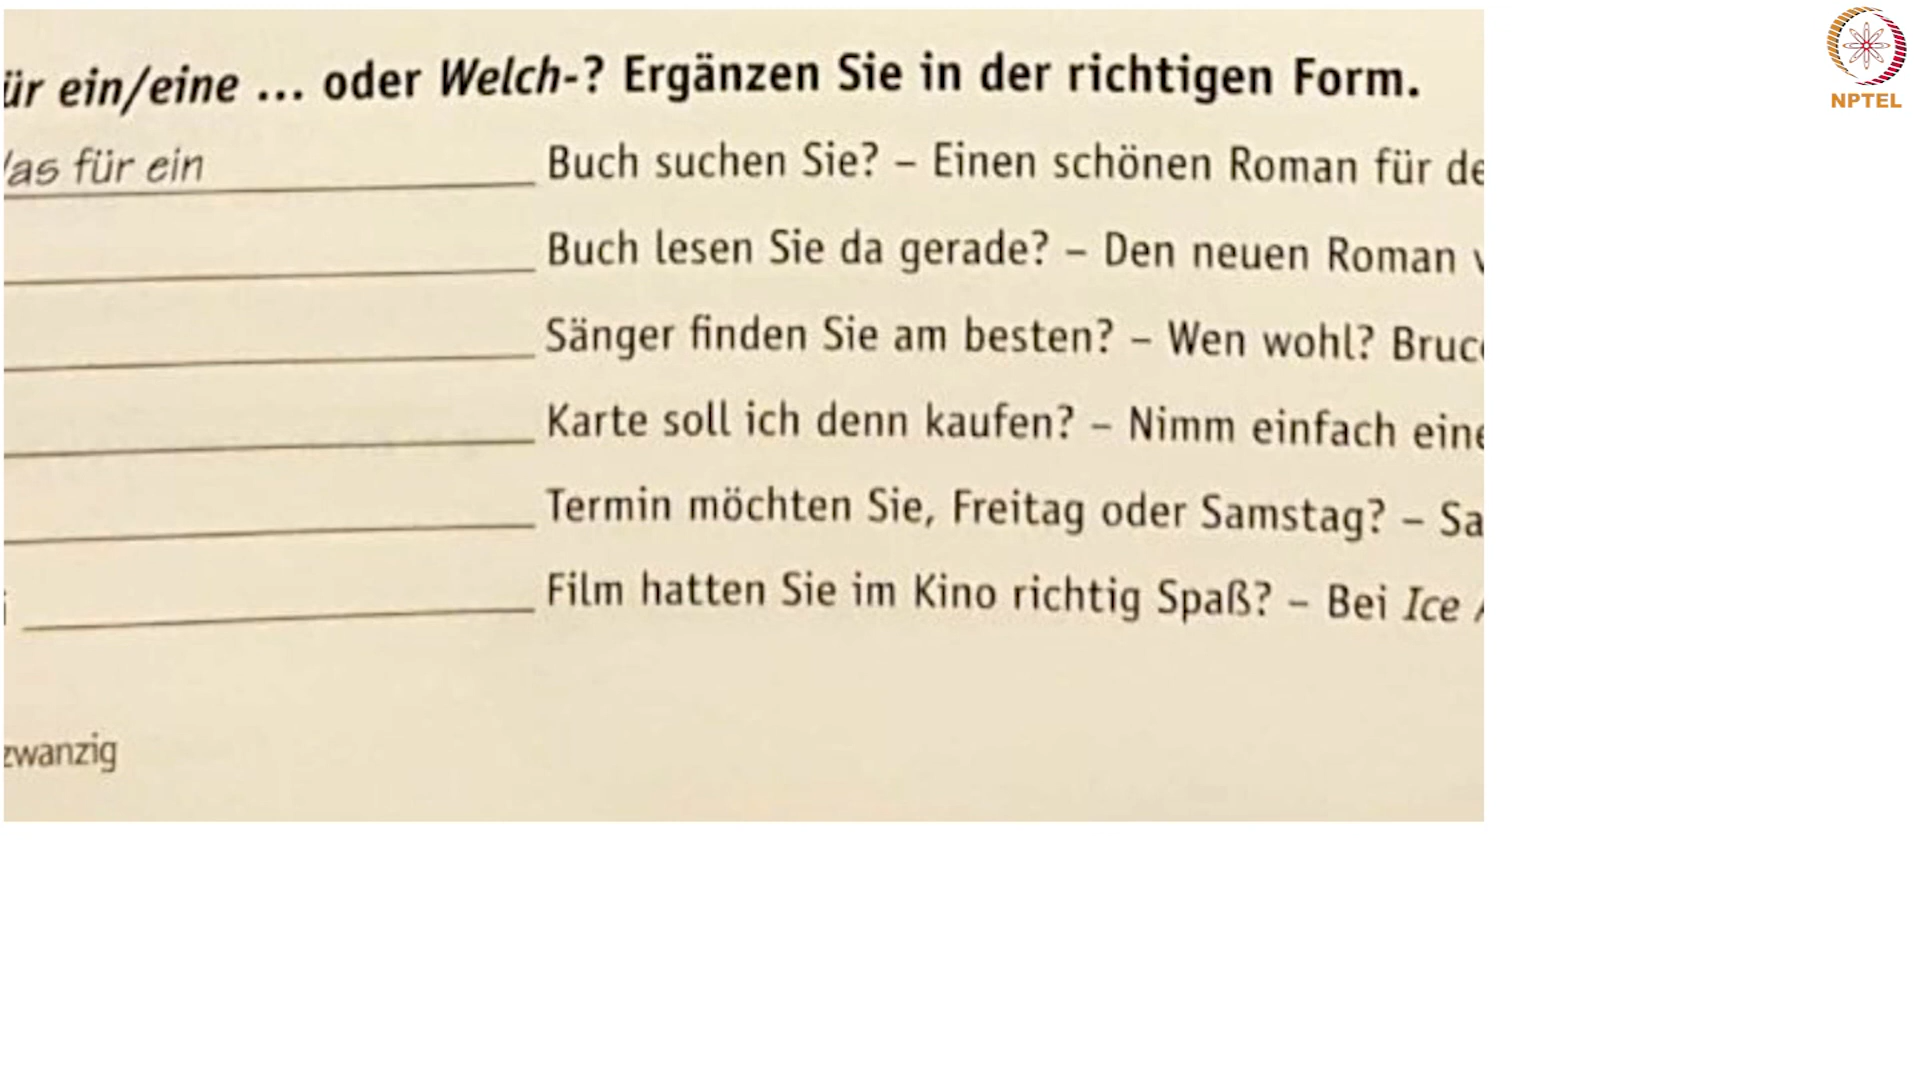 ür ein/eine ... oder Welch-? Ergänzen Sie in der richtigen Form.
as für ein Buch suchen Sie? – Einen schönen Roman für de
Buch lesen Sie da gerade? – Den neuen Roman v
Sänger finden Sie am besten? – Wen wohl? Bruc
Karte soll ich denn kaufen? – Nimm einfach eine
Termin möchten Sie, Freitag oder Samstag? – Sa
Film hatten Sie im Kino richtig Spaß? – Bei Ice
zwanzig
NPTEL